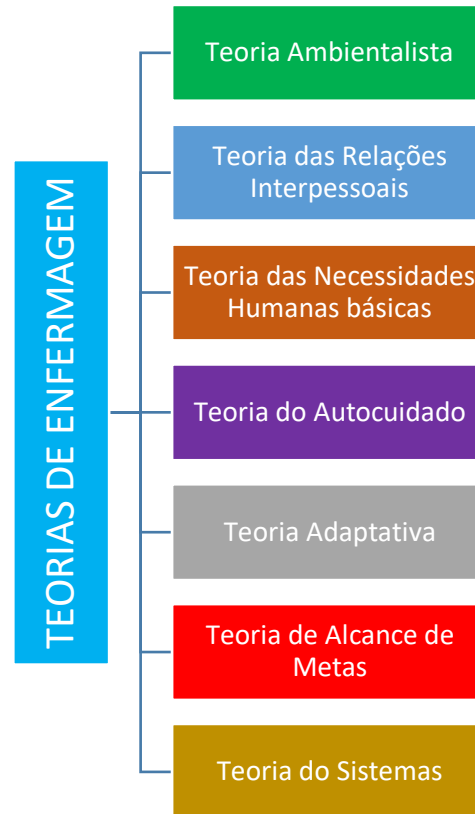 TEORIAS DE ENFERMAGEM
Teoria Ambientalista
Teoria das Relações
Interpessoais
Teoria das Necessidades
Humanas básicas
Teoria do Autocuidado
Teoria Adaptativa
Teoria de Alcance de
Metas
Teoria do Sistemas